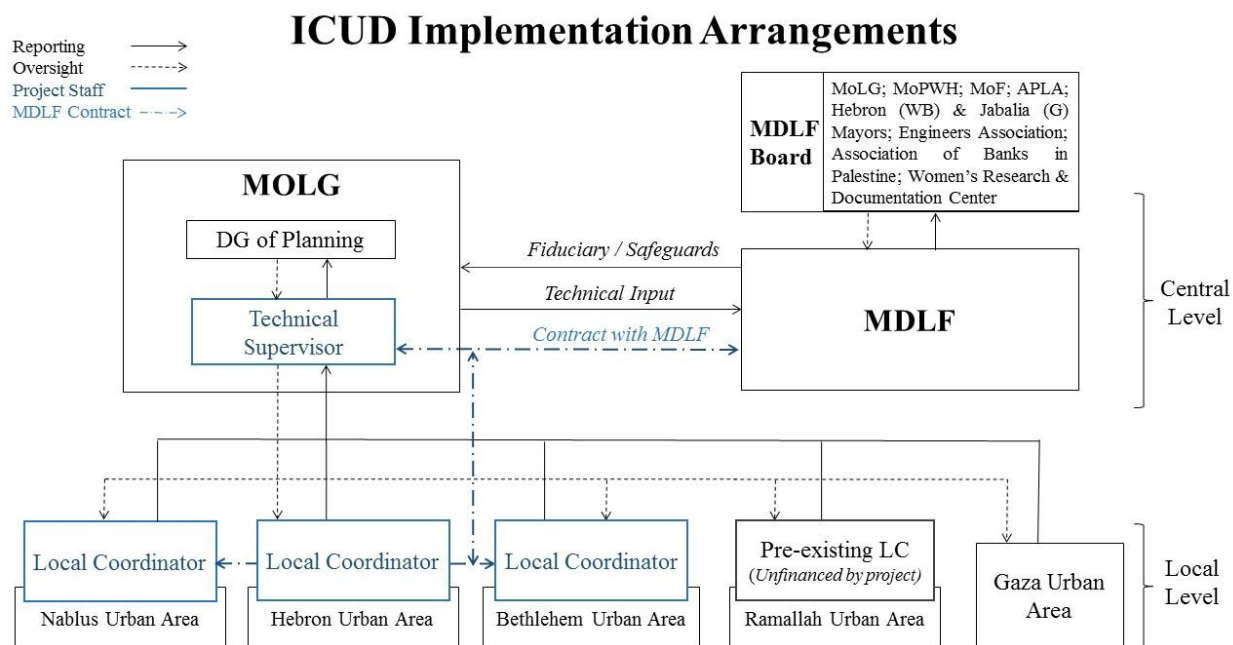 ICUD Implementation Arrangements
Reporting
Oversight
Project Staff
MDLF Contract
MDLF
Board
MoLG; MoPWH; MoF; APLA;
Hebron (WB) & Jabalia (G)
Mayors; Engineers Association;
Association of Banks in
Palestine; Women's Research &
Documentation Center
MOLG
DG of Planning
Technical
Supervisor
Fiduciary / Safeguards
Technical Input
Contract with MDLF
MDLF
Central
Level
Local Coordinator
Nablus Urban Area
Local Coordinator
Hebron Urban Area
Local Coordinator
Bethlehem Urban Area
Pre-existing LC
(Unfinanced by project)
Ramallah Urban Area
Gaza Urban
Area
Local
Level